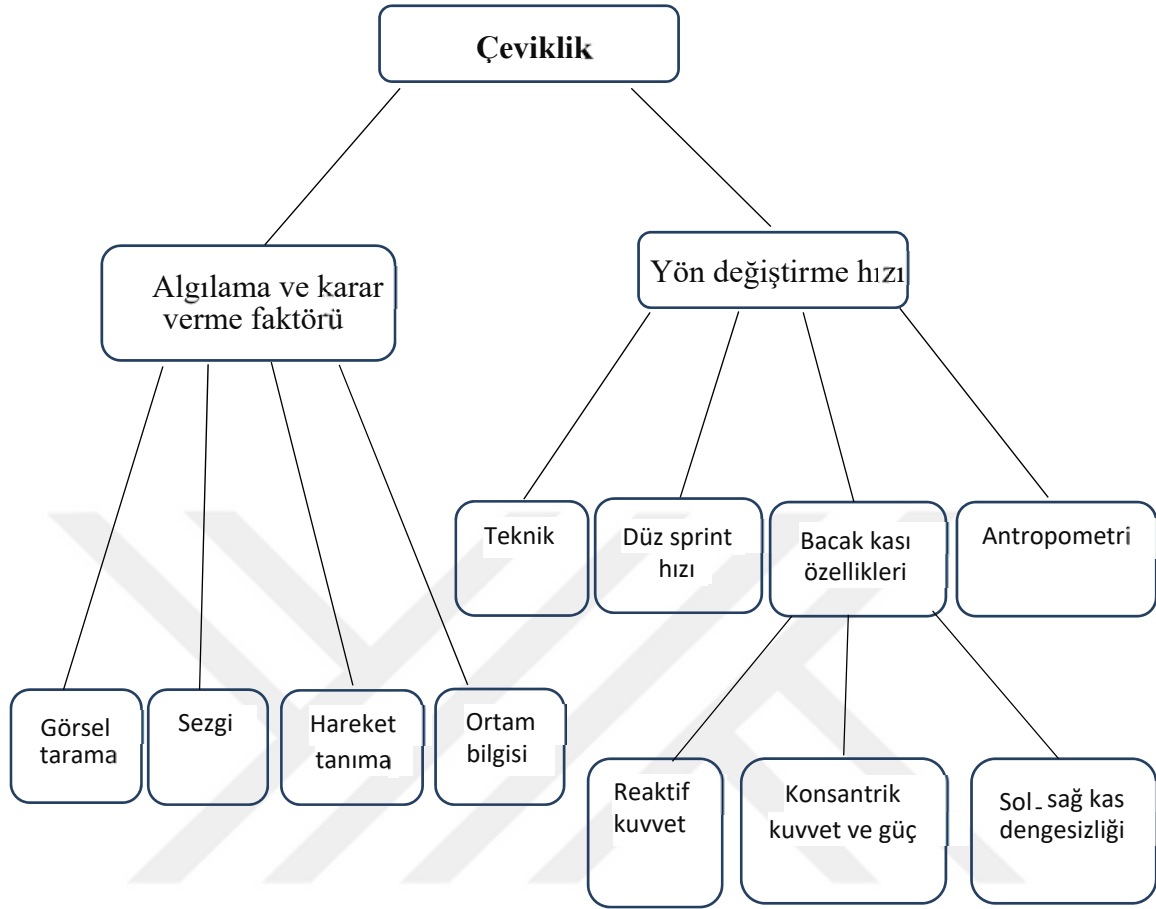 Çeviklik
Algılama ve karar
verme faktörü
Yön değiştirme hızı
Teknik
Düz sprint
hızı
Bacak kası
özellikleri
Antropometri
Görsel
tarama
Sezgi
Hareket
tanıma
Ortam
bilgisi
Reaktif
kuvvet
Konsantrik
kuvvet ve güç
Sol - sağ kas
dengesizliği